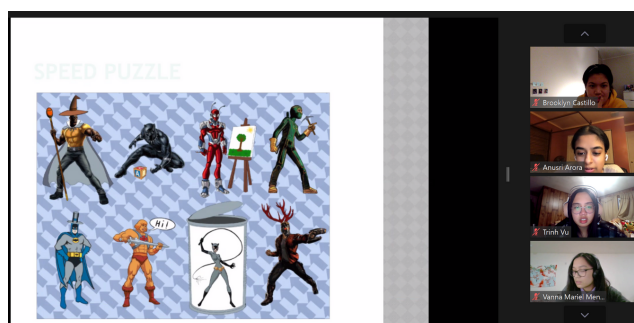 SPEED PUZZLE
Hi!
Brooklyn Castillo
Anusri Arora
Trinh Vu
Vanna Mariel Men...